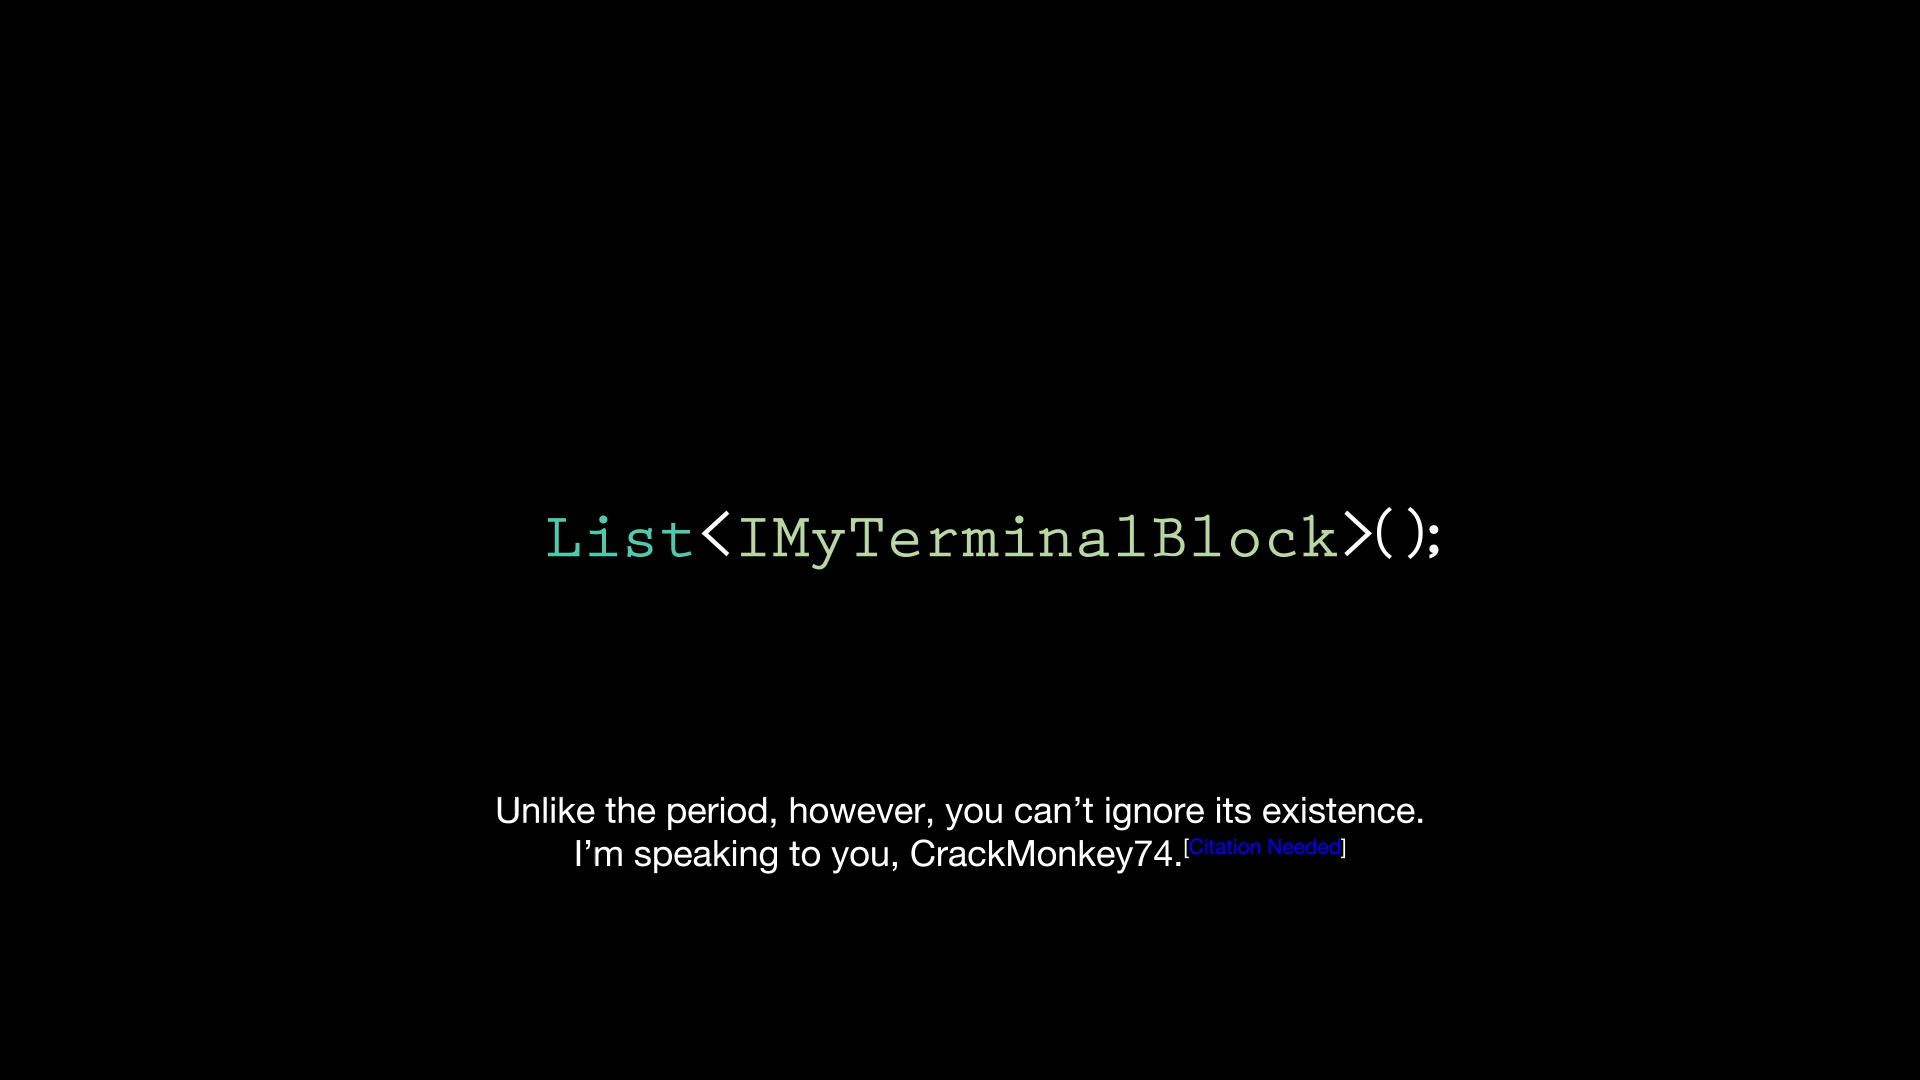 List<IMyTerminalBlock>();
Unlike the period, however, you can’t ignore its existence.
I’m speaking to you, CrackMonkey74.[Citation Needed]